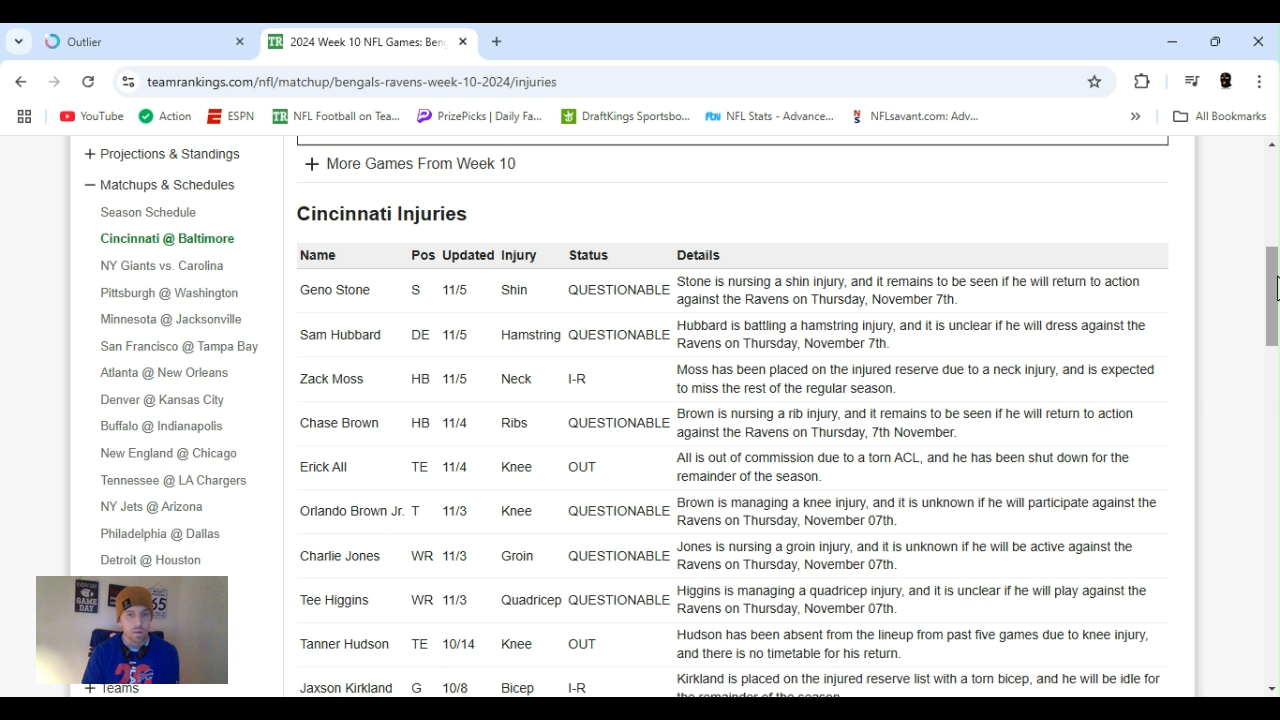 Outlier
TR 2024 Week 10 NFL Games: Ben
teamrankings.com/nfl/matchup/bengals-ravens-week-10-2024/injuries
YouTube Action ESPN TR NFL Football on Tea... PrizePicks | Daily Fa... DraftKings Sportsbo... ftn NFL Stats - Advance... NFLsavant.com: Adv... » All Bookmarks
+ Projections & Standings
+ More Games From Week 10
— Matchups & Schedules
Season Schedule
Cincinnati @ Baltimore
NY Giants vs. Carolina
Pittsburgh @ Washington
Minnesota @ Jacksonville
San Francisco @ Tampa Bay
Atlanta @ New Orleans
Denver @ Kansas City
Buffalo @ Indianapolis
New England @ Chicago
Tennessee @ LA Chargers
NY Jets @ Arizona
Philadelphia @ Dallas
Detroit @ Houston
+ Teams
Cincinnati Injuries
Name Pos Updated Injury Status Details
Geno Stone S 11/5 Shin QUESTIONABLE Stone is nursing a shin injury, and it remains to be seen if he will return to action
against the Ravens on Thursday, November 7th.
Sam Hubbard DE 11/5 Hamstring QUESTIONABLE Hubbard is battling a hamstring injury, and it is unclear if he will dress against the
Ravens on Thursday, November 7th.
Zack Moss HB 11/5 Neck I-R Moss has been placed on the injured reserve due to a neck injury, and is expected
to miss the rest of the regular season.
Chase Brown HB 11/4 Ribs QUESTIONABLE Brown is nursing a rib injury, and it remains to be seen if he will return to action
against the Ravens on Thursday, 7th November.
Erick All TE 11/4 Knee OUT All is out of commission due to a torn ACL, and he has been shut down for the
remainder of the season.
Orlando Brown Jr. T 11/3 Knee QUESTIONABLE Brown is managing a knee injury, and it is unknown if he will participate against the
Ravens on Thursday, November 07th.
Charlie Jones WR 11/3 Groin QUESTIONABLE Jones is nursing a groin injury, and it is unknown if he will be active against the
Ravens on Thursday, November 07th.
Tee Higgins WR 11/3 Quadricep QUESTIONABLE Higgins is managing a quadricep injury, and it is unclear if he will play against the
Ravens on Thursday, November 07th.
Tanner Hudson TE 10/14 Knee OUT Hudson has been absent from the lineup from past five games due to knee injury,
and there is no timetable for his return.
Jaxson Kirkland G 10/8 Bicep I-R Kirkland is placed on the injured reserve list with a torn bicep, and he will be idle for
the remainder of the season.
GAME
DAY